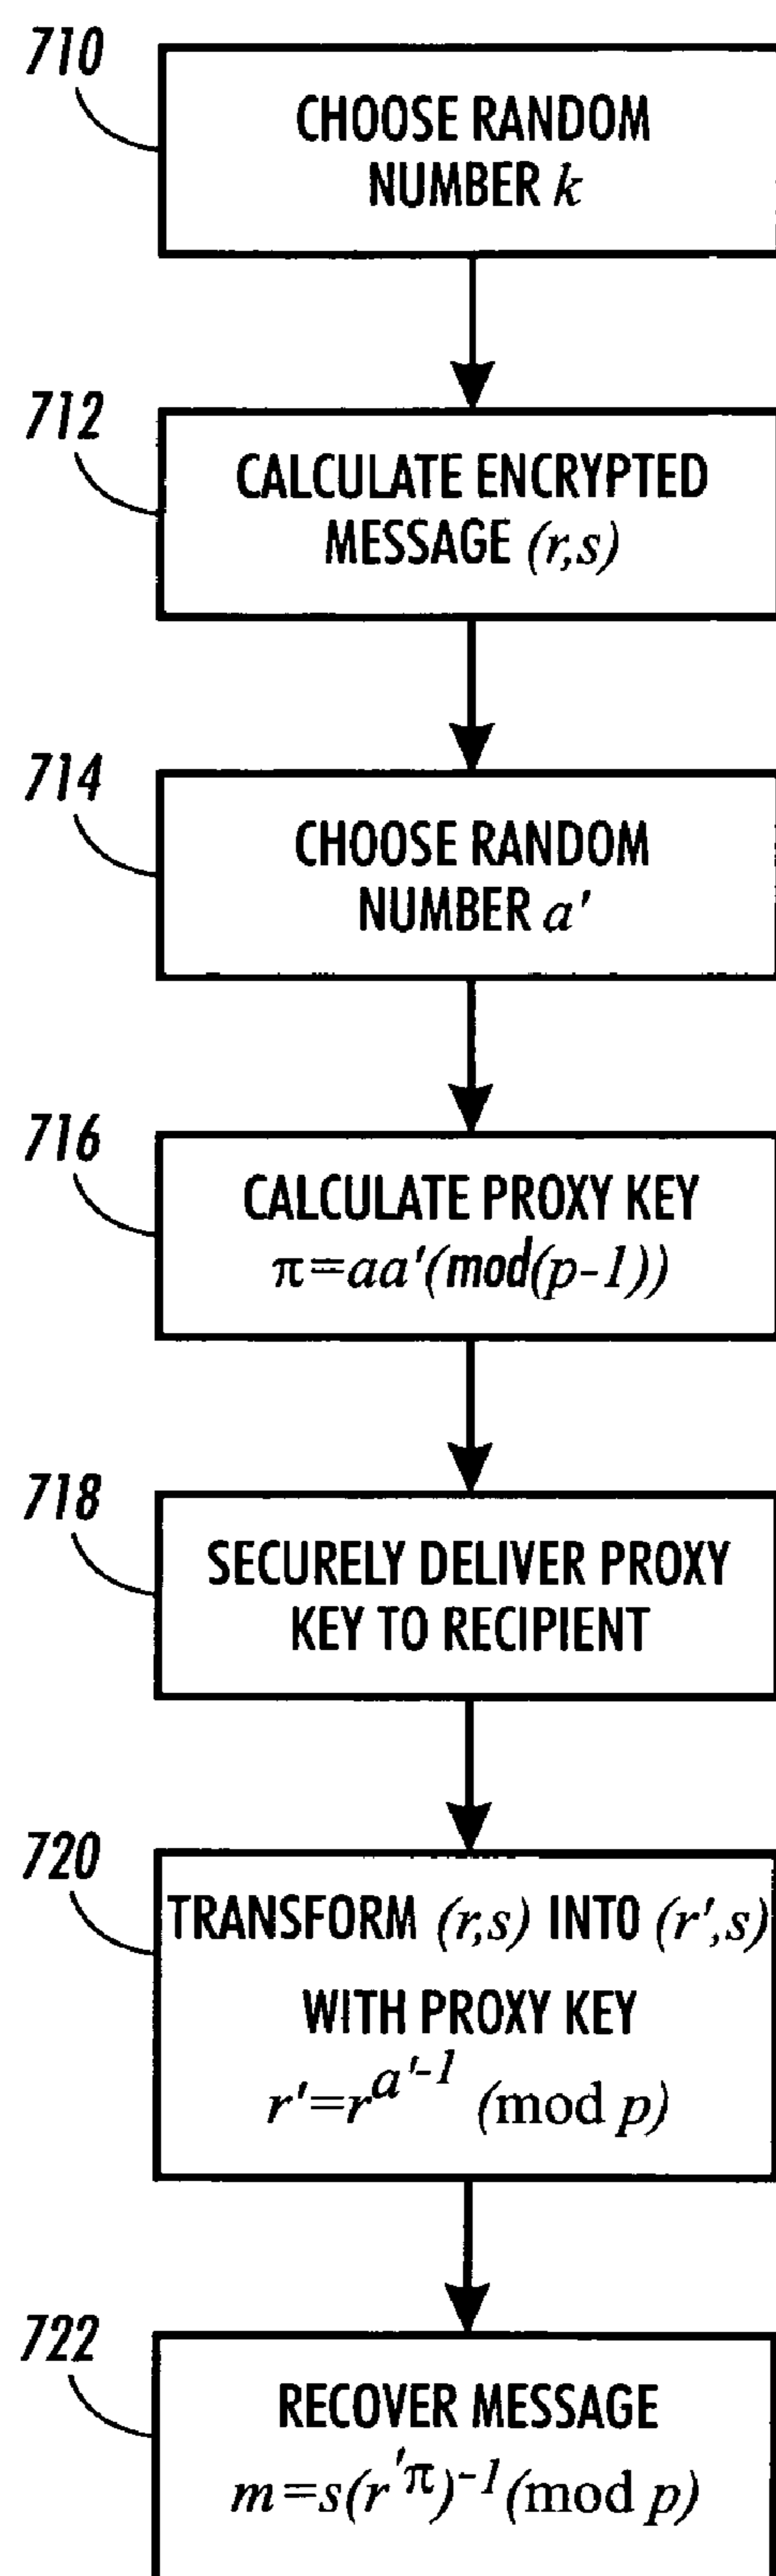 710
CHOOSE RANDOM
NUMBER k
712
CALCULATE ENCRYPTED
MESSAGE (r,s)
714
CHOOSE RANDOM
NUMBER a'
716
CALCULATE PROXY KEY
π=aa'(mod(p-1))
718
SECURELY DELIVER PROXY
KEY TO RECIPIENT
720
TRANSFORM (r,s) INTO (r',s)
WITH PROXY KEY
r'=r^a'-1 (mod p)
722
RECOVER MESSAGE
m=s(r'^π)^-1(mod p)